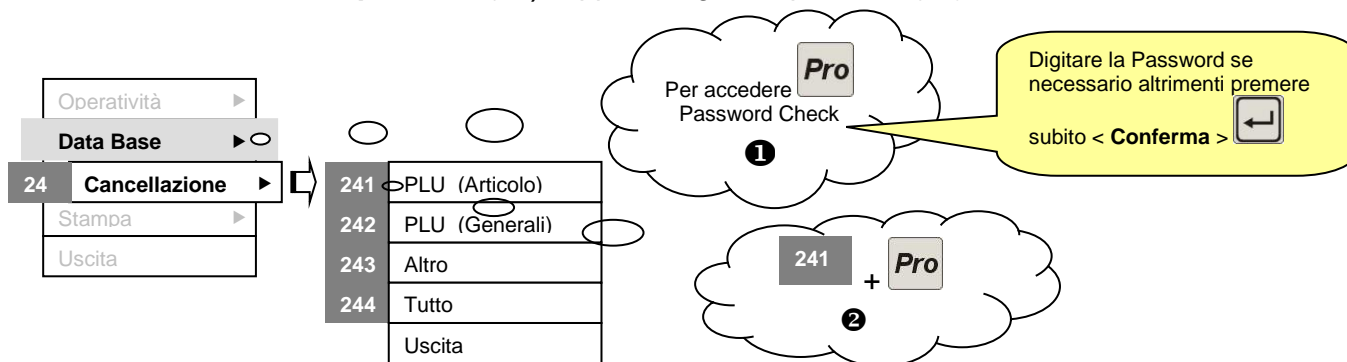 Operatività
Data Base
24 Cancellazione
Stampa
Uscita
241 PLU (Articolo)
242 PLU (Generali)
243 Altro
244 Tutto
Uscita
Per accedere Pro
Password Check
❶
Digitare la Password se
necessario altrimenti premere
subito < Conferma >
241 + Pro
❷